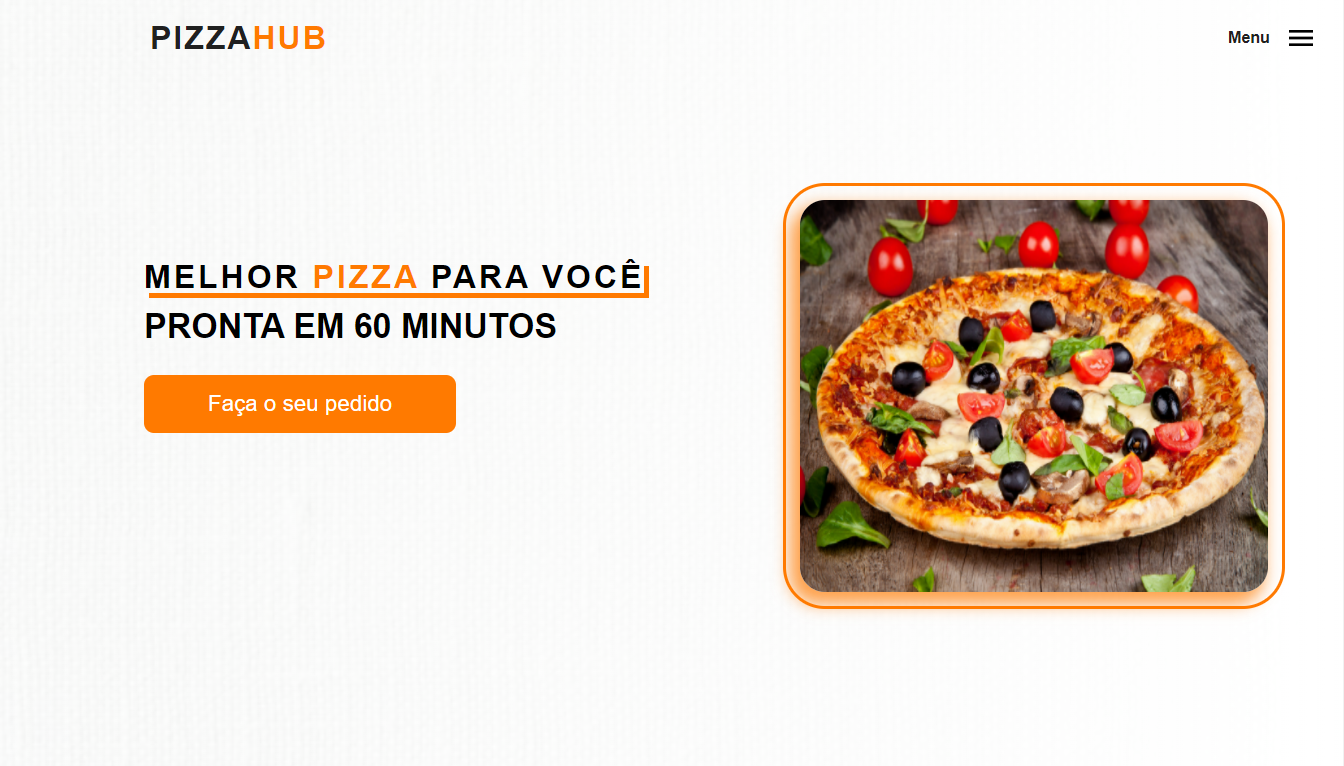 PIZZAHUB
Menu
MELHOR PIZZA PARA VOCÊ
PRONTA EM 60 MINUTOS
Faça o seu pedido